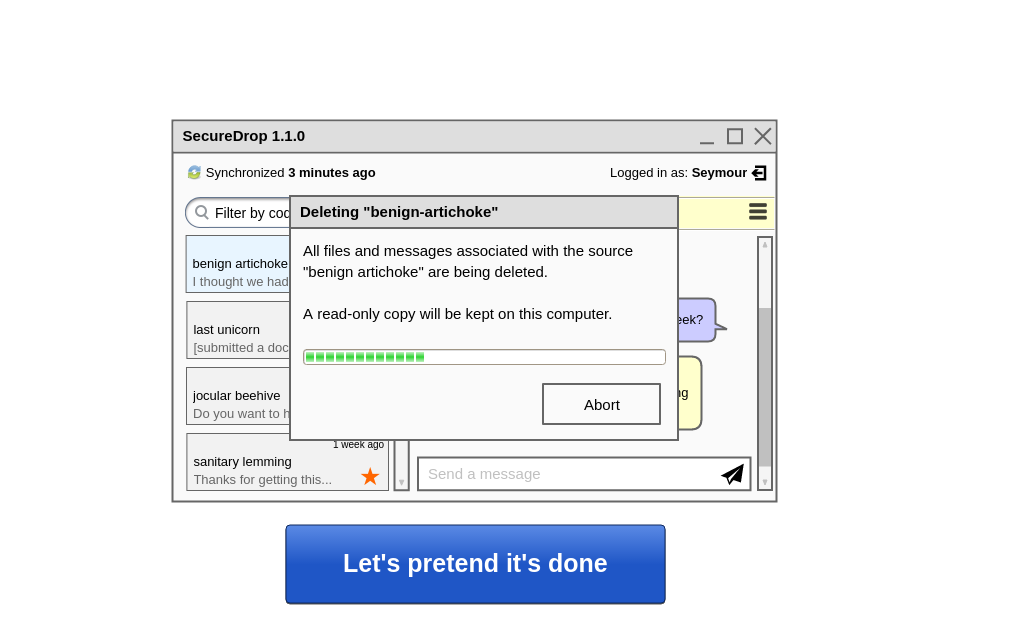 SecureDrop 1.1.0
Synchronized 3 minutes ago
Logged in as: Seymour
Filter by cod
Deleting "benign-artichoke"
All files and messages associated with the source
"benign artichoke" are being deleted.
A read-only copy will be kept on this computer.
Abort
benign artichoke
I thought we had
last unicorn
[submitted a doc
jocular beehive
Do you want to h
1 week ago
sanitary lemming
Thanks for getting this...
eek?
ng
Send a message
Let's pretend it's done